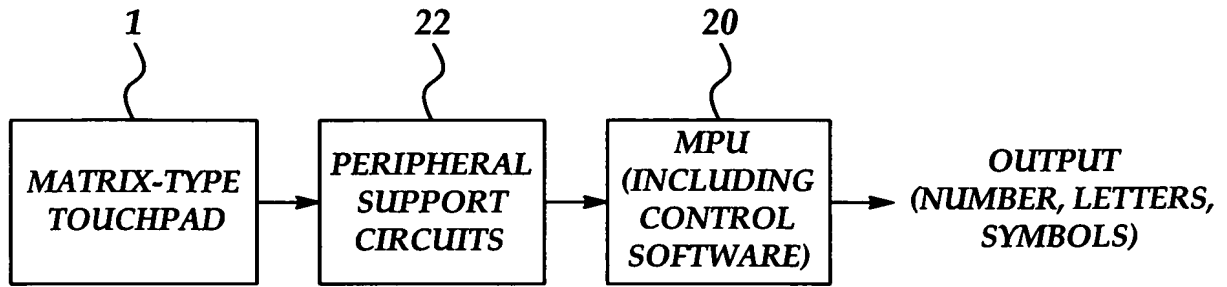 1
22
20
MATRIX-TYPE
TOUCHPAD
PERIPHERAL
SUPPORT
CIRCUITS
MPU
(INCLUDING
CONTROL
SOFTWARE)
OUTPUT
(NUMBER, LETTERS,
SYMBOLS)